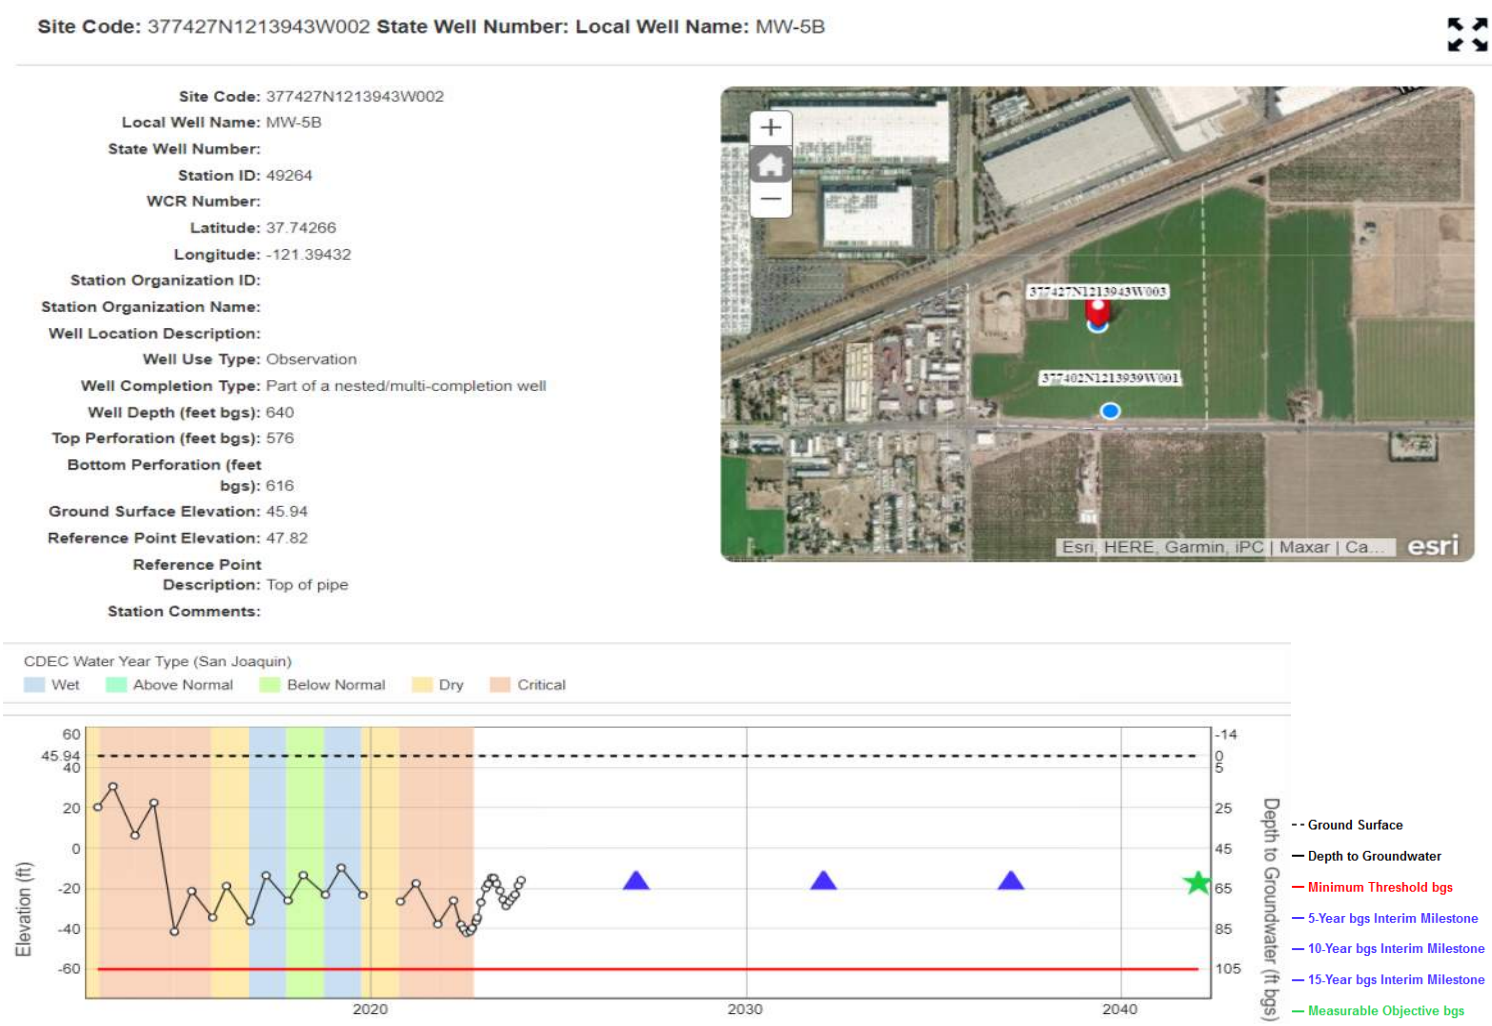 Site Code: 377427N1213943W002 State Well Number: Local Well Name: MW-5B
Site Code: 377427N1213943W002
Local Well Name: MW-5B
State Well Number:
Station ID: 49264
WCR Number:
Latitude: 37.74266
Longitude: -121.39432
Station Organization ID:
Station Organization Name:
Well Location Description:
Well Use Type: Observation
Well Completion Type: Part of a nested/multi-completion well
Well Depth (feet bgs): 640
Top Perforation (feet bgs): 576
Bottom Perforation (feet
bgs): 616
Ground Surface Elevation: 45.94
Reference Point Elevation: 47.82
Reference Point
Description: Top of pipe
Station Comments:
+
−
377427N1213943W003
377402N1213939W001
Esri, HERE, Garmin, iPC | Maxar | Ca...
esri
CDEC Water Year Type (San Joaquin)
Wet Above Normal Below Normal Dry Critical
Elevation (ft)
60
45.94
40
20
0
-20
-40
-60
2020 2030 2040
-14
0
5
25
45
65
85
105
Depth to Groundwater (ft bgs)
Ground Surface
Depth to Groundwater
Minimum Threshold bgs
5-Year bgs Interim Milestone
10-Year bgs Interim Milestone
15-Year bgs Interim Milestone
Measurable Objective bgs